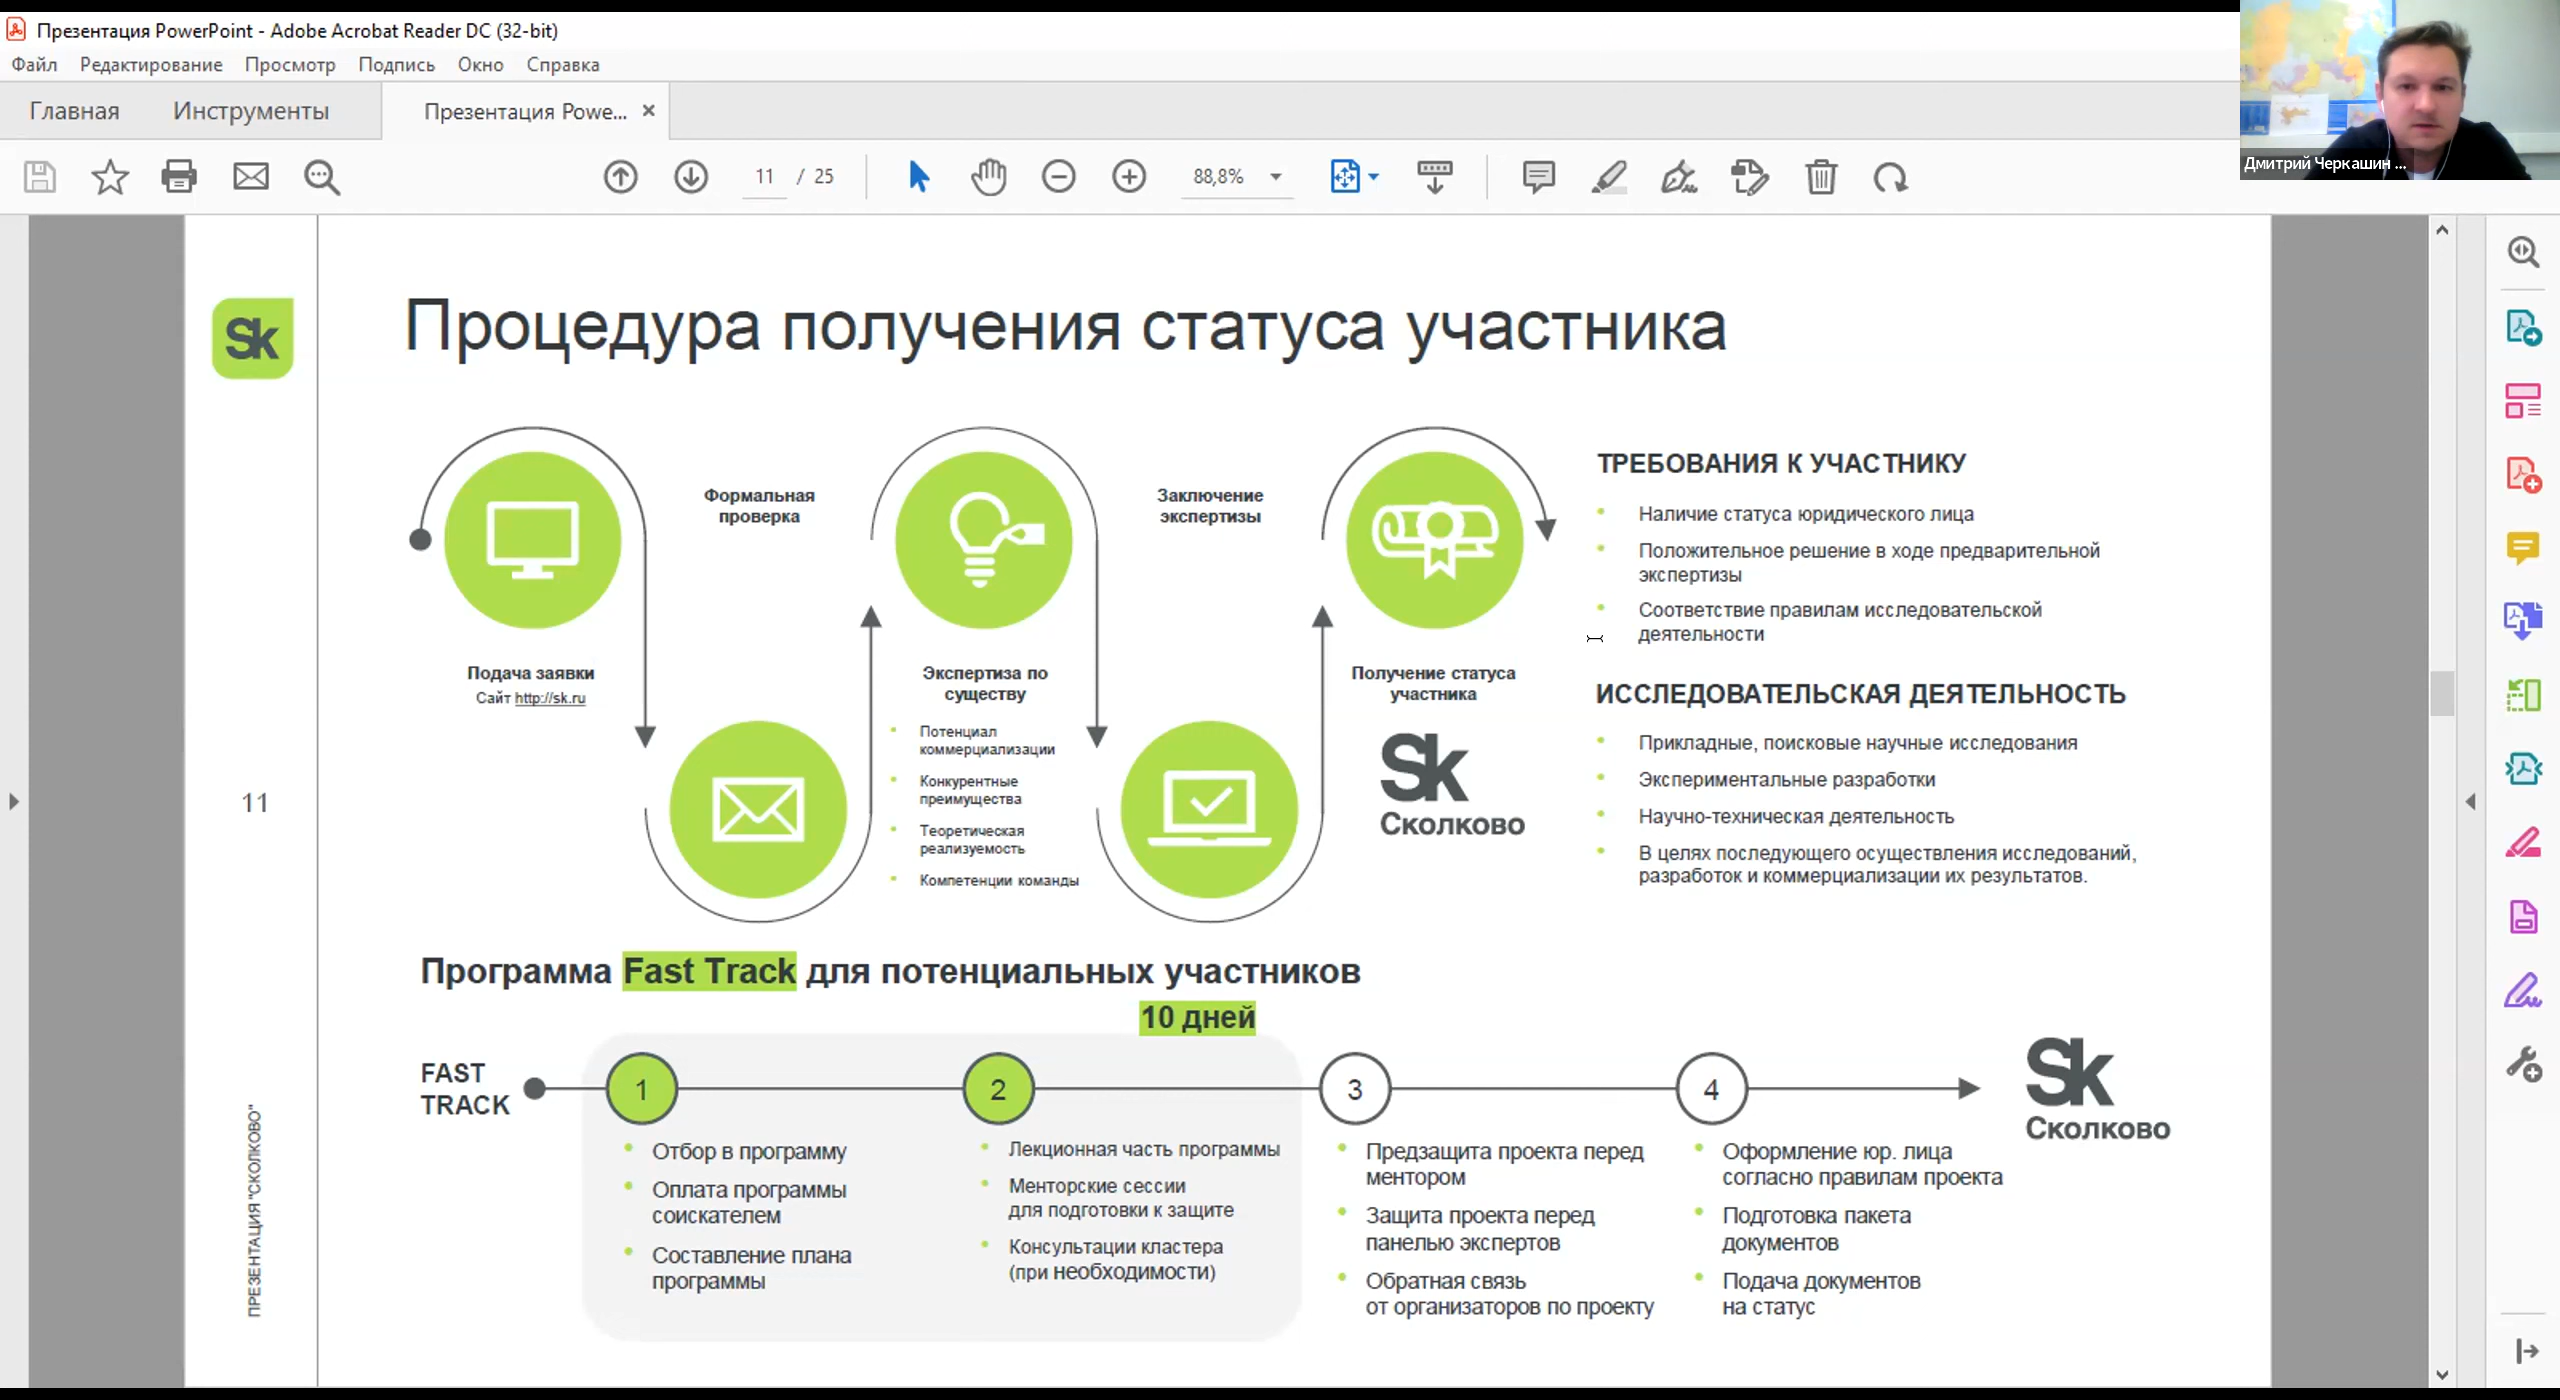 Презентация PowerPoint - Adobe Acrobat Reader DC (32-bit)
Файл Редактирование Просмотр Подпись Окно Справка
Главная Инструменты Презентация Powe... ×
11 / 25 88,8%
Дмитрий Черкашин ...
Sk
Процедура получения статуса участника
Формальная
проверка
Заключение
экспертизы
Подача заявки
Сайт http://sk.ru
Экспертиза по
существу
Потенциал
коммерциализации
Конкурентные
преимущества
Теоретическая
реализуемость
Компетенции команды
Получение статуса
участника
Sk
Сколково
ТРЕБОВАНИЯ К УЧАСТНИКУ
Наличие статуса юридического лица
Положительное решение в ходе предварительной
экспертизы
Соответствие правилам исследовательской
деятельности
ИССЛЕДОВАТЕЛЬСКАЯ ДЕЯТЕЛЬНОСТЬ
Прикладные, поисковые научные исследования
Экспериментальные разработки
Научно-техническая деятельность
В целях последующего осуществления исследований,
разработок и коммерциализации их результатов.
11
ПРЕЗЕНТАЦИЯ "СКОЛКОВО"
Программа Fast Track для потенциальных участников
10 дней
FAST
TRACK
1
Отбор в программу
Оплата программы
соискателем
Составление плана
программы
2
Лекционная часть программы
Менторские сессии
для подготовки к защите
Консультации кластера
(при необходимости)
3
Предзащита проекта перед
ментором
Защита проекта перед
панелью экспертов
Обратная связь
от организаторов по проекту
4
Оформление юр. лица
согласно правилам проекта
Подготовка пакета
документов
Подача документов
на статус
Sk
Сколково